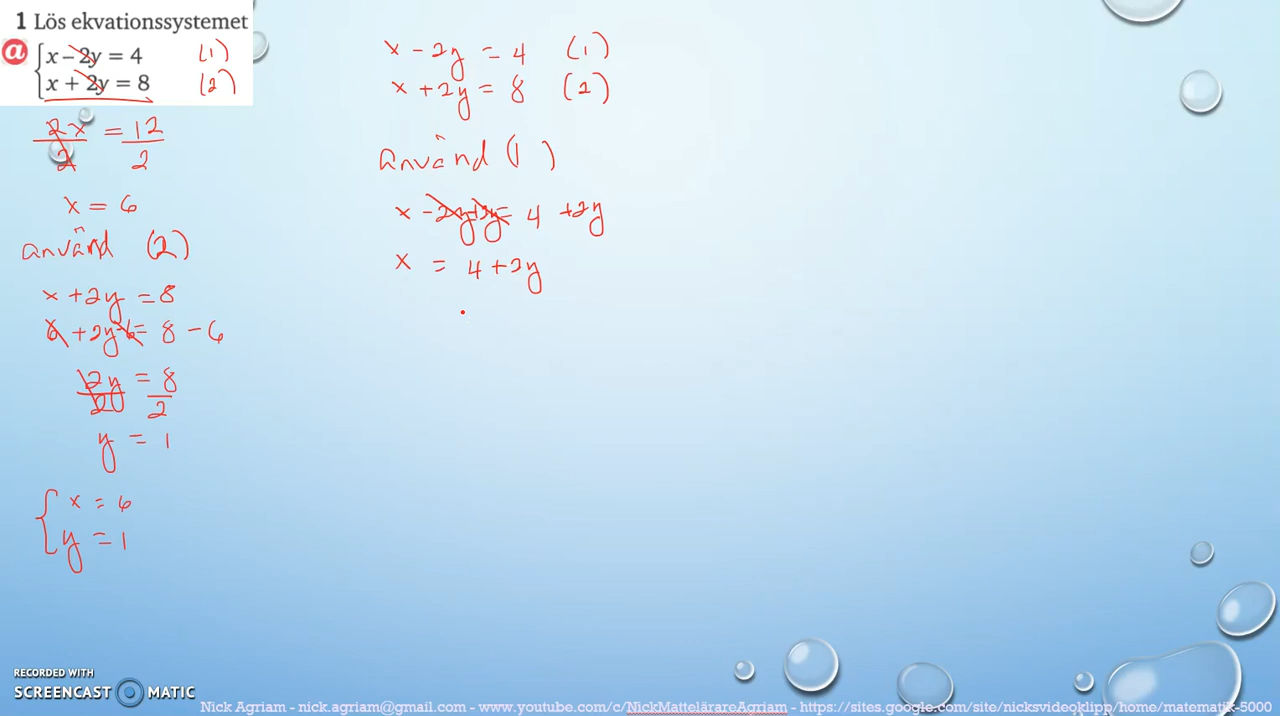 1 Lös ekvationssystemet
a
x − 2y = 4 (1)
x + 2y = 8 (2)
2x/2 = 12/2
x = 6
använd (2)
x + 2y = 8
6 + 2y - 6 = 8 - 6
2y/2 = 8/2
y = 1
x = 6
y = 1
x - 2y = 4 (1)
x + 2y = 8 (2)
använd (1)
x - 2y + 2y = 4 + 2y
x = 4 + 2y
RECORDED WITH
SCREENCAST MATIC
Nick Agriam - nick.agriam@gmail.com - www.youtube.com/c/NickMattelärareAgriam - https://sites.google.com/site/nicksvideoklipp/home/matematik-5000